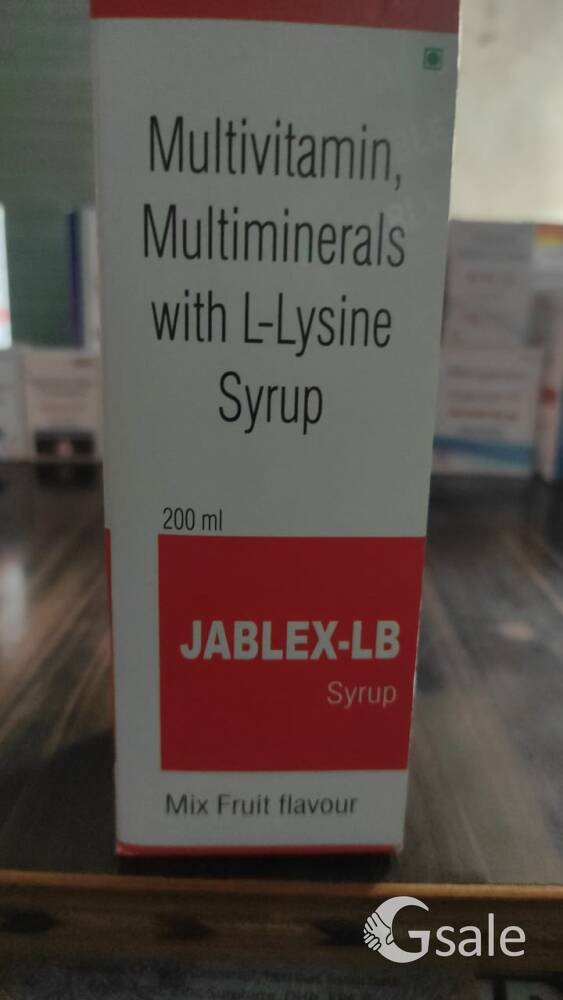 Multivitamin,
Multiminerals
with L-Lysine
Syrup
200 ml
JABLEX-LB
Syrup
Mix Fruit flavour
Gsale